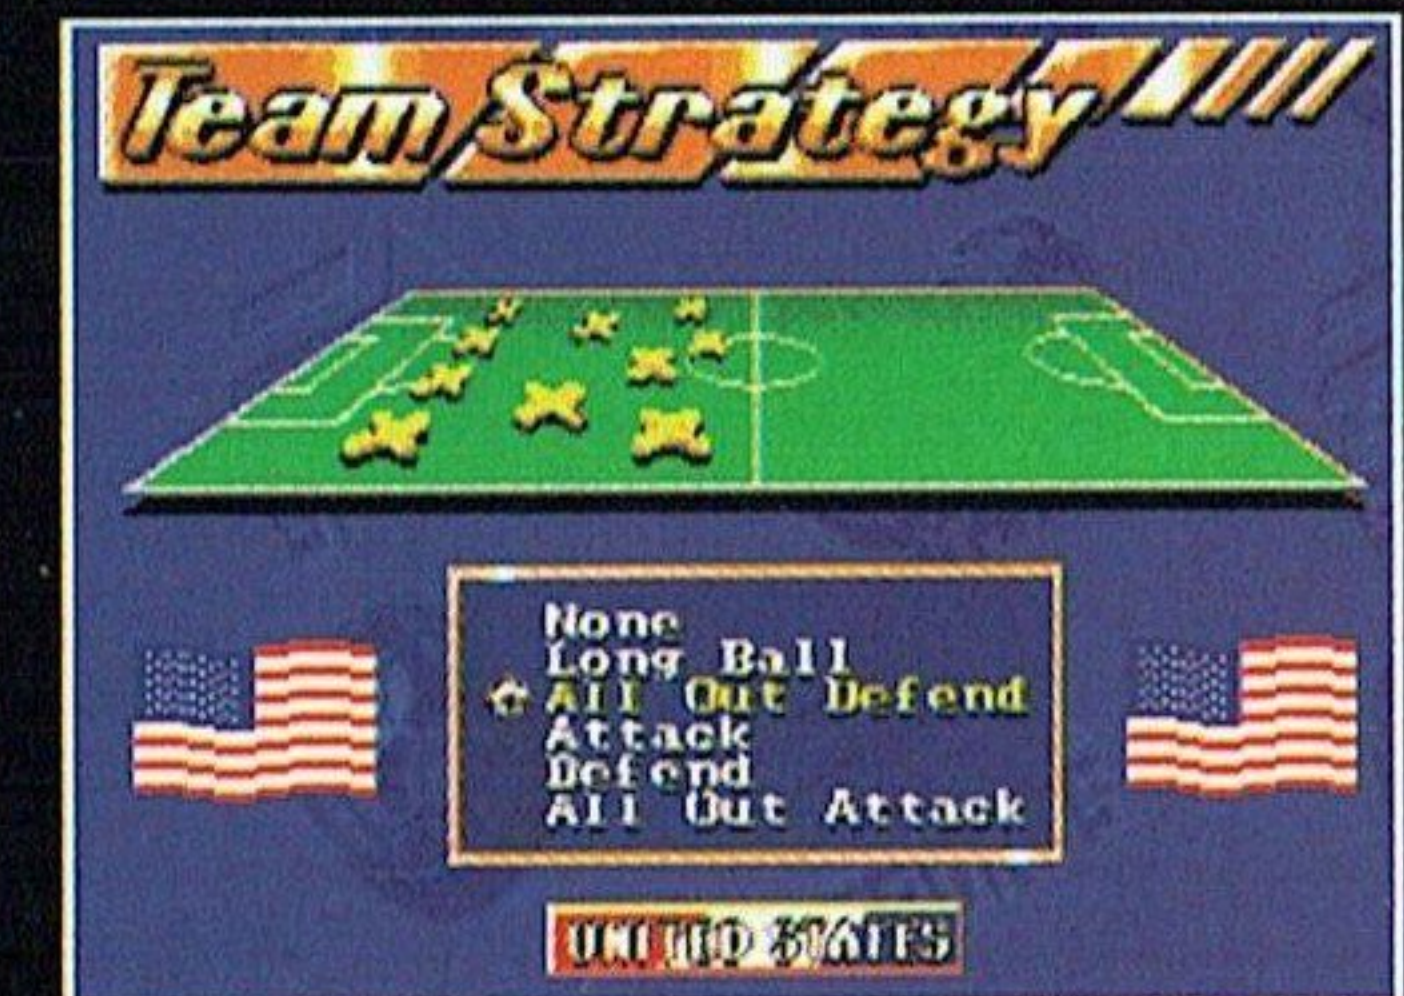 Team Strategy
None
Long Ball
All Out Defend
Attack
Defend
All Out Attack
UNITED STATES